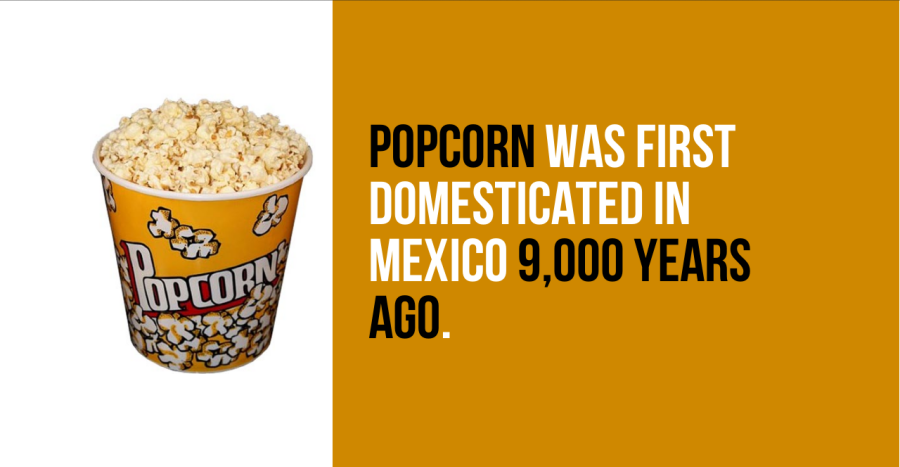 POPCORN
POPCORN WAS FIRST
DOMESTICATED IN
MEXICO 9,000 YEARS
AGO.